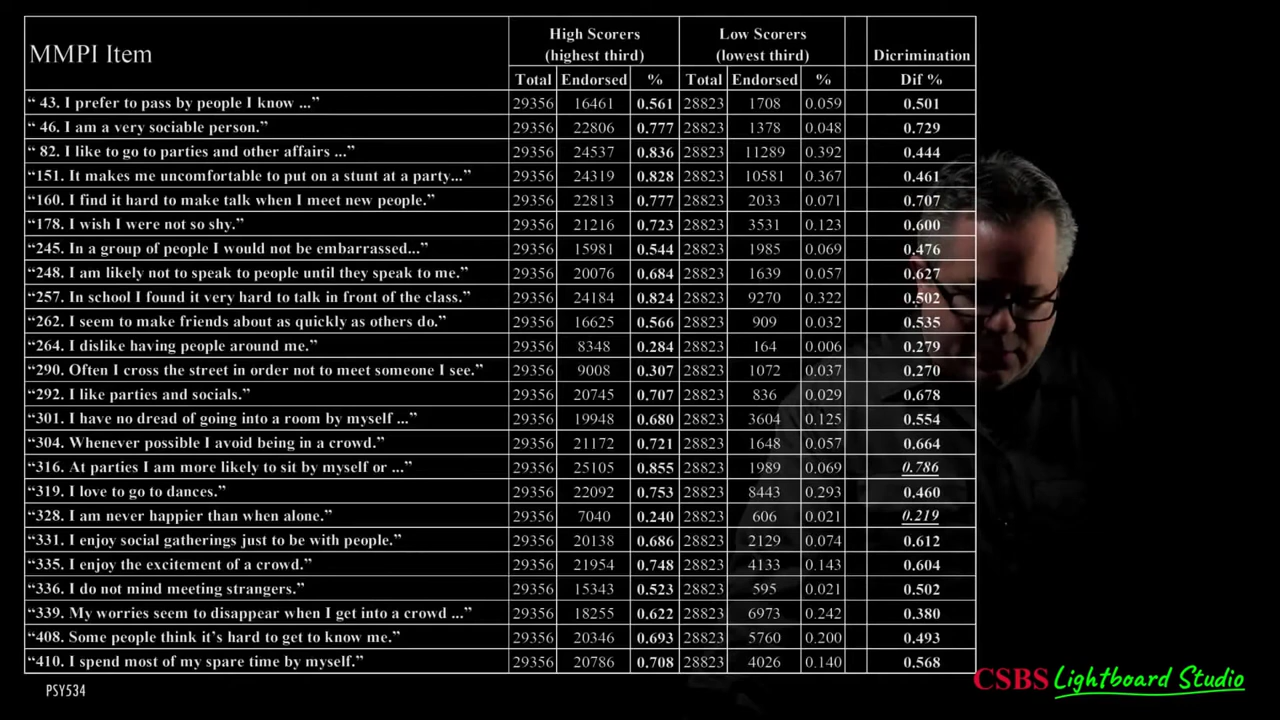 MMPI Item High Scorers (highest third) Low Scorers (lowest third) Dicrimination
Total Endorsed % Total Endorsed % Dif %
“ 43. I prefer to pass by people I know ...” 29356 16461 0.561 28823 1708 0.059 0.501
“ 46. I am a very sociable person.” 29356 22806 0.777 28823 1378 0.048 0.729
“ 82. I like to go to parties and other affairs ...” 29356 24537 0.836 28823 11289 0.392 0.444
“151. It makes me uncomfortable to put on a stunt at a party...” 29356 24319 0.828 28823 10581 0.367 0.461
“160. I find it hard to make talk when I meet new people.” 29356 22813 0.777 28823 2033 0.071 0.707
“178. I wish I were not so shy.” 29356 21216 0.723 28823 3531 0.123 0.600
“245. In a group of people I would not be embarrassed...” 29356 15981 0.544 28823 1985 0.069 0.476
“248. I am likely not to speak to people until they speak to me.” 29356 20076 0.684 28823 1639 0.057 0.627
“257. In school I found it very hard to talk in front of the class.” 29356 24184 0.824 28823 9270 0.322 0.502
“262. I seem to make friends about as quickly as others do.” 29356 16625 0.566 28823 909 0.032 0.535
“264. I dislike having people around me.” 29356 8348 0.284 28823 164 0.006 0.279
“290. Often I cross the street in order not to meet someone I see.” 29356 9008 0.307 28823 1072 0.037 0.270
“292. I like parties and socials.” 29356 20745 0.707 28823 836 0.029 0.678
“301. I have no dread of going into a room by myself ...” 29356 19948 0.680 28823 3604 0.125 0.554
“304. Whenever possible I avoid being in a crowd.” 29356 21172 0.721 28823 1648 0.057 0.664
“316. At parties I am more likely to sit by myself or ...” 29356 25105 0.855 28823 1989 0.069 0.786
“319. I love to go to dances.” 29356 22092 0.753 28823 8443 0.293 0.460
“328. I am never happier than when alone.” 29356 7040 0.240 28823 606 0.021 0.219
“331. I enjoy social gatherings just to be with people.” 29356 20138 0.686 28823 2129 0.074 0.612
“335. I enjoy the excitement of a crowd.” 29356 21954 0.748 28823 4133 0.143 0.604
“336. I do not mind meeting strangers.” 29356 15343 0.523 28823 595 0.021 0.502
“339. My worries seem to disappear when I get into a crowd ...” 29356 18255 0.622 28823 6973 0.242 0.380
“408. Some people think it’s hard to get to know me.” 29356 20346 0.693 28823 5760 0.200 0.493
“410. I spend most of my spare time by myself.” 29356 20786 0.708 28823 4026 0.140 0.568
PSY534
CSBS Lightboard Studio